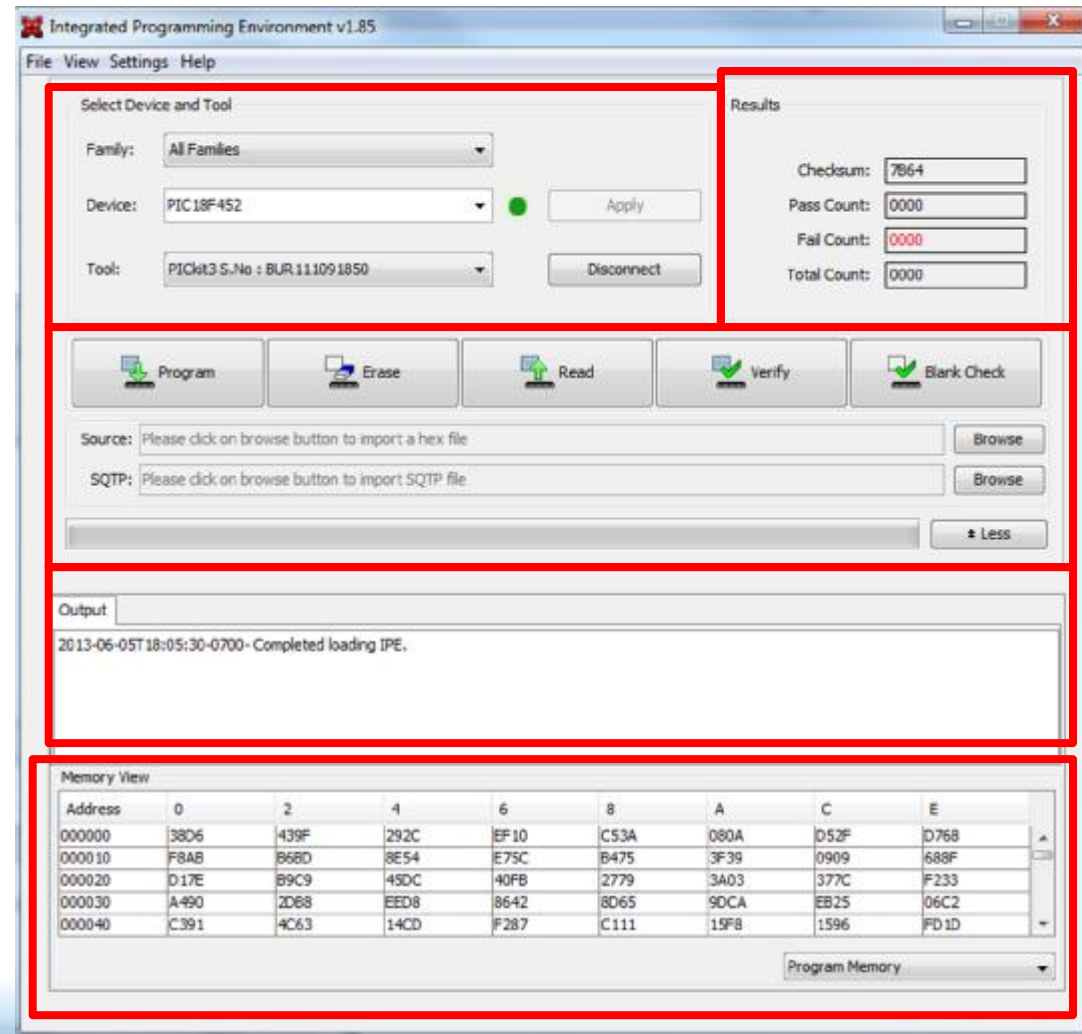 Integrated Programming Environment v1.85
File View Settings Help
Select Device and Tool
Family: All Families
Device: PIC18F452 Apply
Tool: PICkit3 S.No : BUR111091850 Disconnect
Results
Checksum: 7B64
Pass Count: 0000
Fail Count: 0000
Total Count: 0000
Program Erase Read Verify Blank Check
Source: Please click on browse button to import a hex file Browse
SQTP: Please click on browse button to import SQTP file Browse
Less
Output
2013-06-05T18:05:30-0700- Completed loading IPE.
Memory View
Address 0 2 4 6 8 A C E
000000 38D6 439F 292C EF10 C53A 080A D52F D768
000010 F8AB B6BD 8E54 E75C B475 3F39 0909 688F
000020 D17E B9C9 45DC 40FB 2779 3A03 377C F233
000030 A490 2DB8 EED8 8642 8D65 9DCA EB25 06C2
000040 C391 4C63 14CD F287 C111 15F8 1596 FD1D
Program Memory